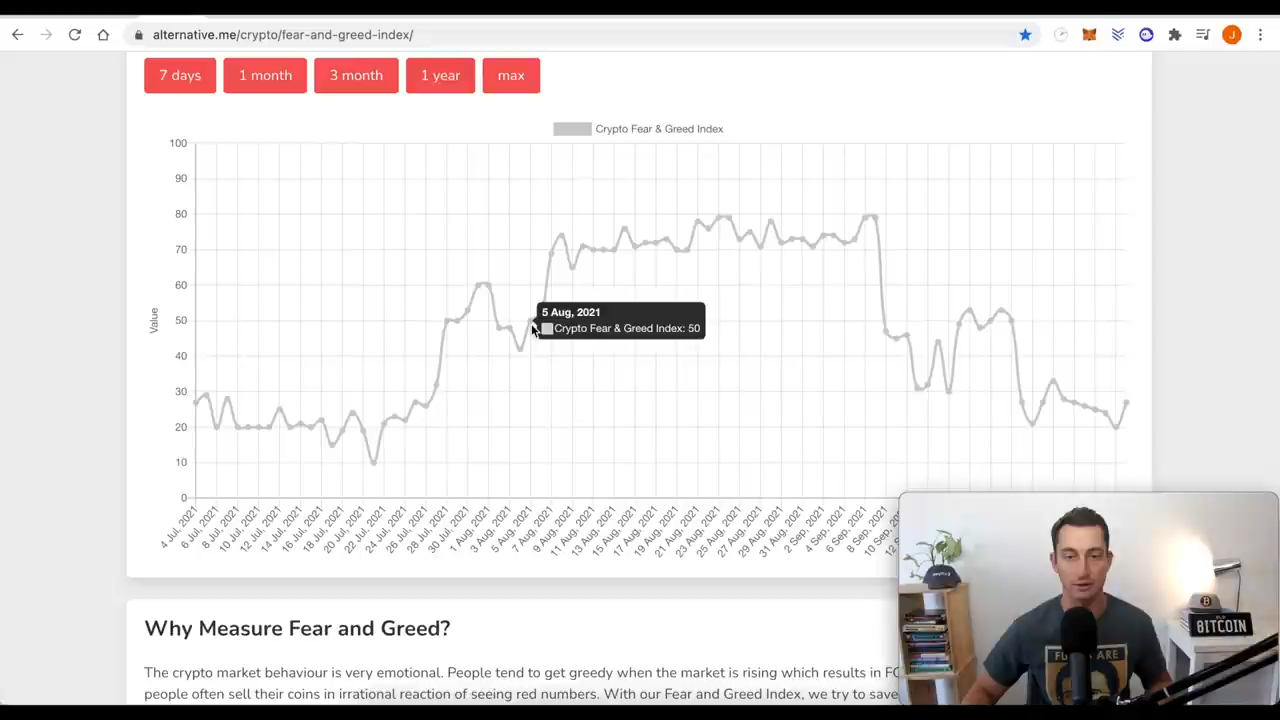 alternative.me/crypto/fear-and-greed-index/
J
7 days
1 month
3 month
1 year
max
Crypto Fear & Greed Index
100
90
80
70
60
50
40
30
20
10
0
Value
5 Aug, 2021
Crypto Fear & Greed Index: 50
4 Jul, 2021
6 Jul, 2021
8 Jul, 2021
10 Jul, 2021
12 Jul, 2021
14 Jul, 2021
16 Jul, 2021
18 Jul, 2021
20 Jul, 2021
22 Jul, 2021
24 Jul, 2021
26 Jul, 2021
28 Jul, 2021
30 Jul, 2021
1 Aug, 2021
3 Aug, 2021
5 Aug, 2021
7 Aug, 2021
9 Aug, 2021
11 Aug, 2021
13 Aug, 2021
15 Aug, 2021
17 Aug, 2021
19 Aug, 2021
21 Aug, 2021
23 Aug, 2021
25 Aug, 2021
27 Aug, 2021
29 Aug, 2021
31 Aug, 2021
2 Sep, 2021
4 Sep, 2021
6 Sep, 2021
8 Sep, 2021
10 Sep,
12
BITCOIN
ARE
Why Measure Fear and Greed?
The crypto market behaviour is very emotional. People tend to get greedy when the market is rising which results in FO
people often sell their coins in irrational reaction of seeing red numbers. With our Fear and Greed Index, we try to save